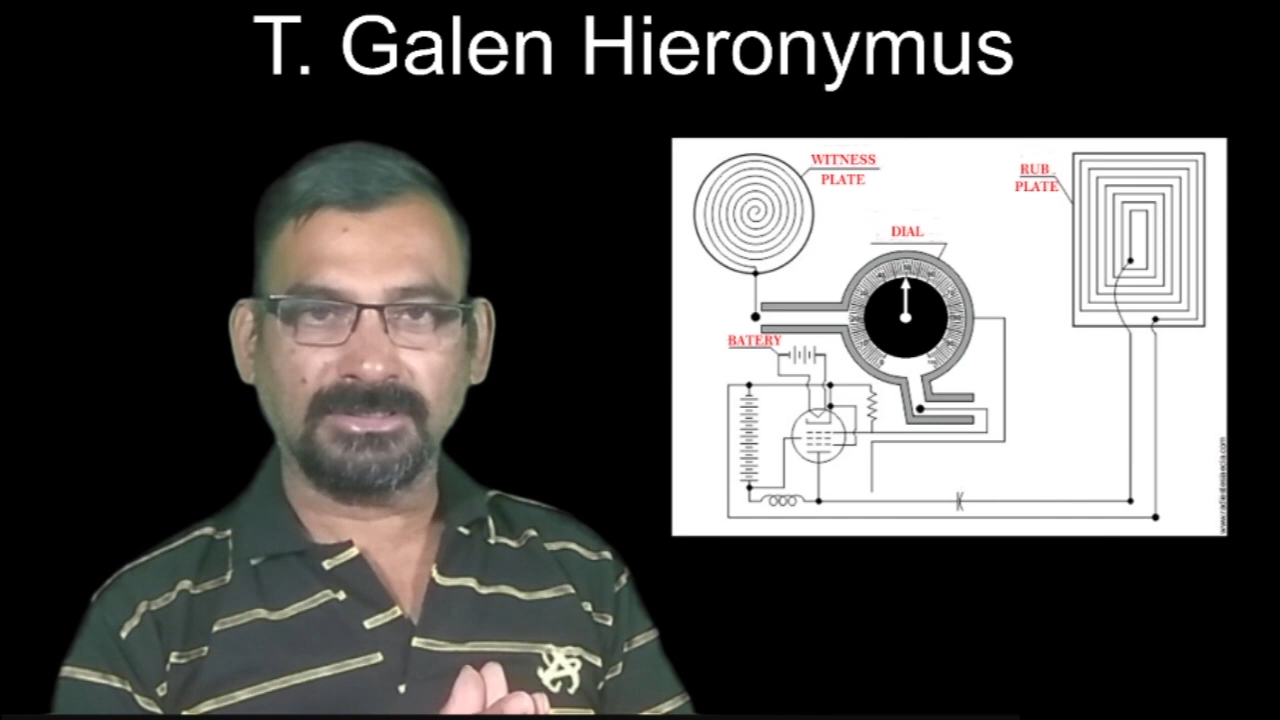 T. Galen Hieronymus
WITNESS
PLATE
RUB
PLATE
DIAL
BATERY